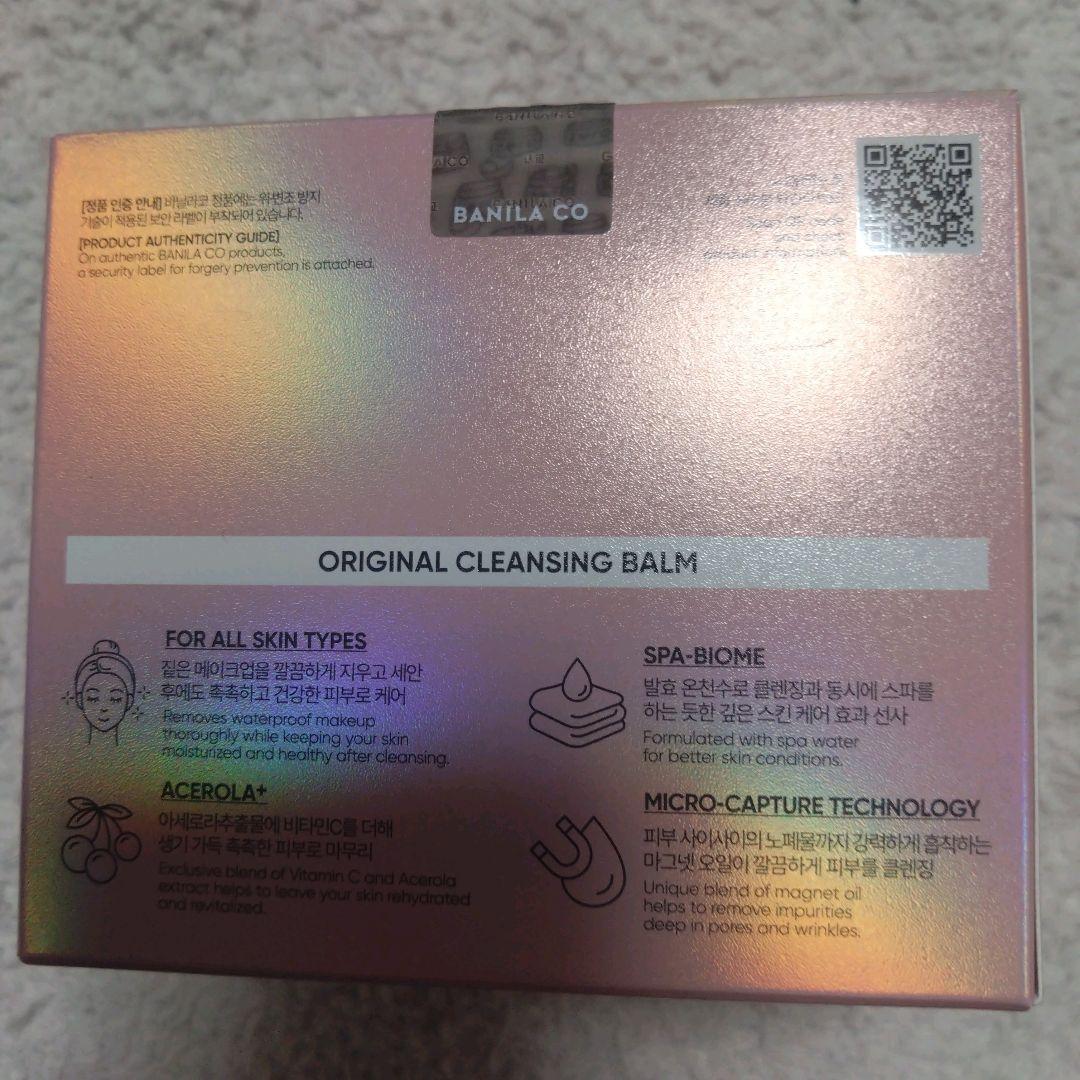 BANILA CO
[정품 인증 안내] 바닐라코 정품에는 위변조 방지
기술이 적용된 보안 라벨이 부착되어 있습니다.
[PRODUCT AUTHENTICITY GUIDE]
On authentic BANILA CO products,
a security label for forgery prevention is attached.
ORIGINAL CLEANSING BALM
FOR ALL SKIN TYPES
짙은 메이크업을 깔끔하게 지우고 세안
후에도 촉촉하고 건강한 피부로 케어
Removes waterproof makeup
thoroughly while keeping your skin
moisturized and healthy after cleansing.
ACEROLA+
아세로라추출물에 비타민C를 더해
생기 가득 촉촉한 피부로 마무리
Exclusive blend of Vitamin C and Acerola
extract helps to leave your skin rehydrated
and revitalized.
SPA-BIOME
발효 온천수로 클렌징과 동시에 스파를
하는 듯한 깊은 스킨 케어 효과 선사
Formulated with spa water
for better skin conditions.
MICRO-CAPTURE TECHNOLOGY
피부 사이사이의 노폐물까지 강력하게 흡착하는
마그넷 오일이 깔끔하게 피부를 클렌징
Unique blend of magnet oil
helps to remove impurities
deep in pores and wrinkles.